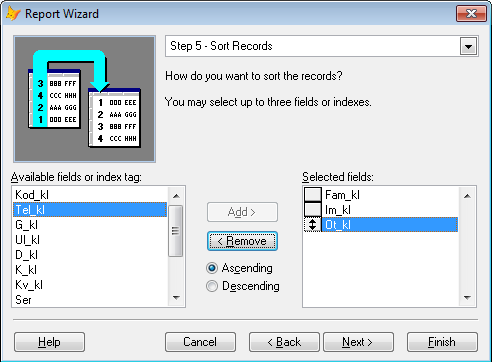 Report Wizard
Step 5 - Sort Records
How do you want to sort the records?
You may select up to three fields or indexes.
3 BBB FFF
4 CCC HHH
2 AAA GGG
1 DDD EEE
1 DDD EEE
2 AAA GGG
3 BBB FFF
4 CCC HHH
Available fields or index tag:
Kod_kl
Tel_kl
G_kl
Ul_kl
D_kl
K_kl
Kv_kl
Ser
Add >
< Remove
Ascending
Descending
Selected fields:
Fam_kl
Im_kl
Ot_kl
Help
Cancel
< Back
Next >
Finish